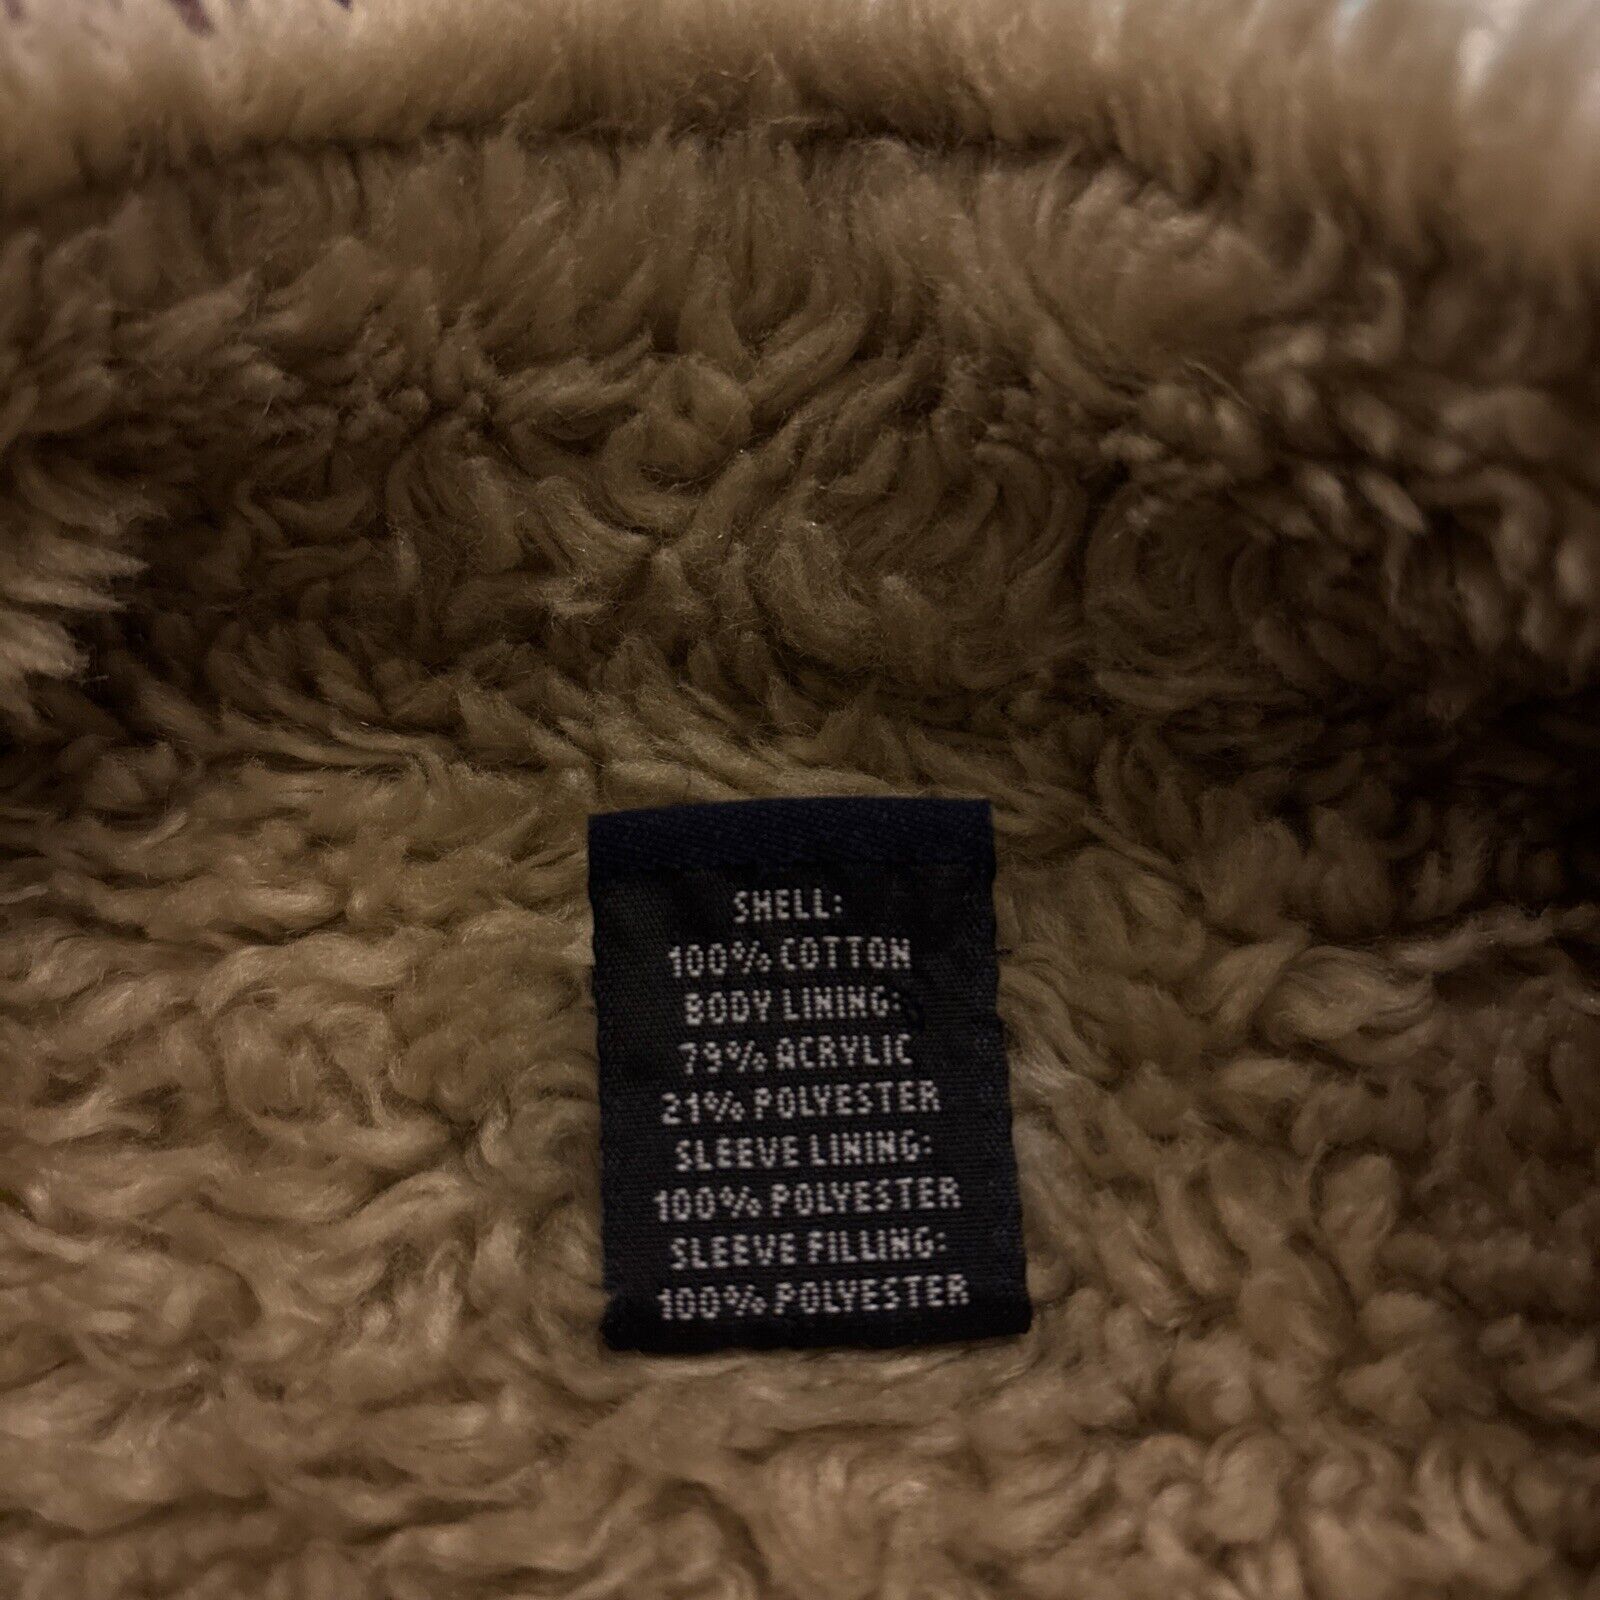 SHELL:
100% COTTON
BODY LINING:
79% ACRYLIC
21% POLYESTER
SLEEVE LINING:
100% POLYESTER
SLEEVE FILLING:
100% POLYESTER